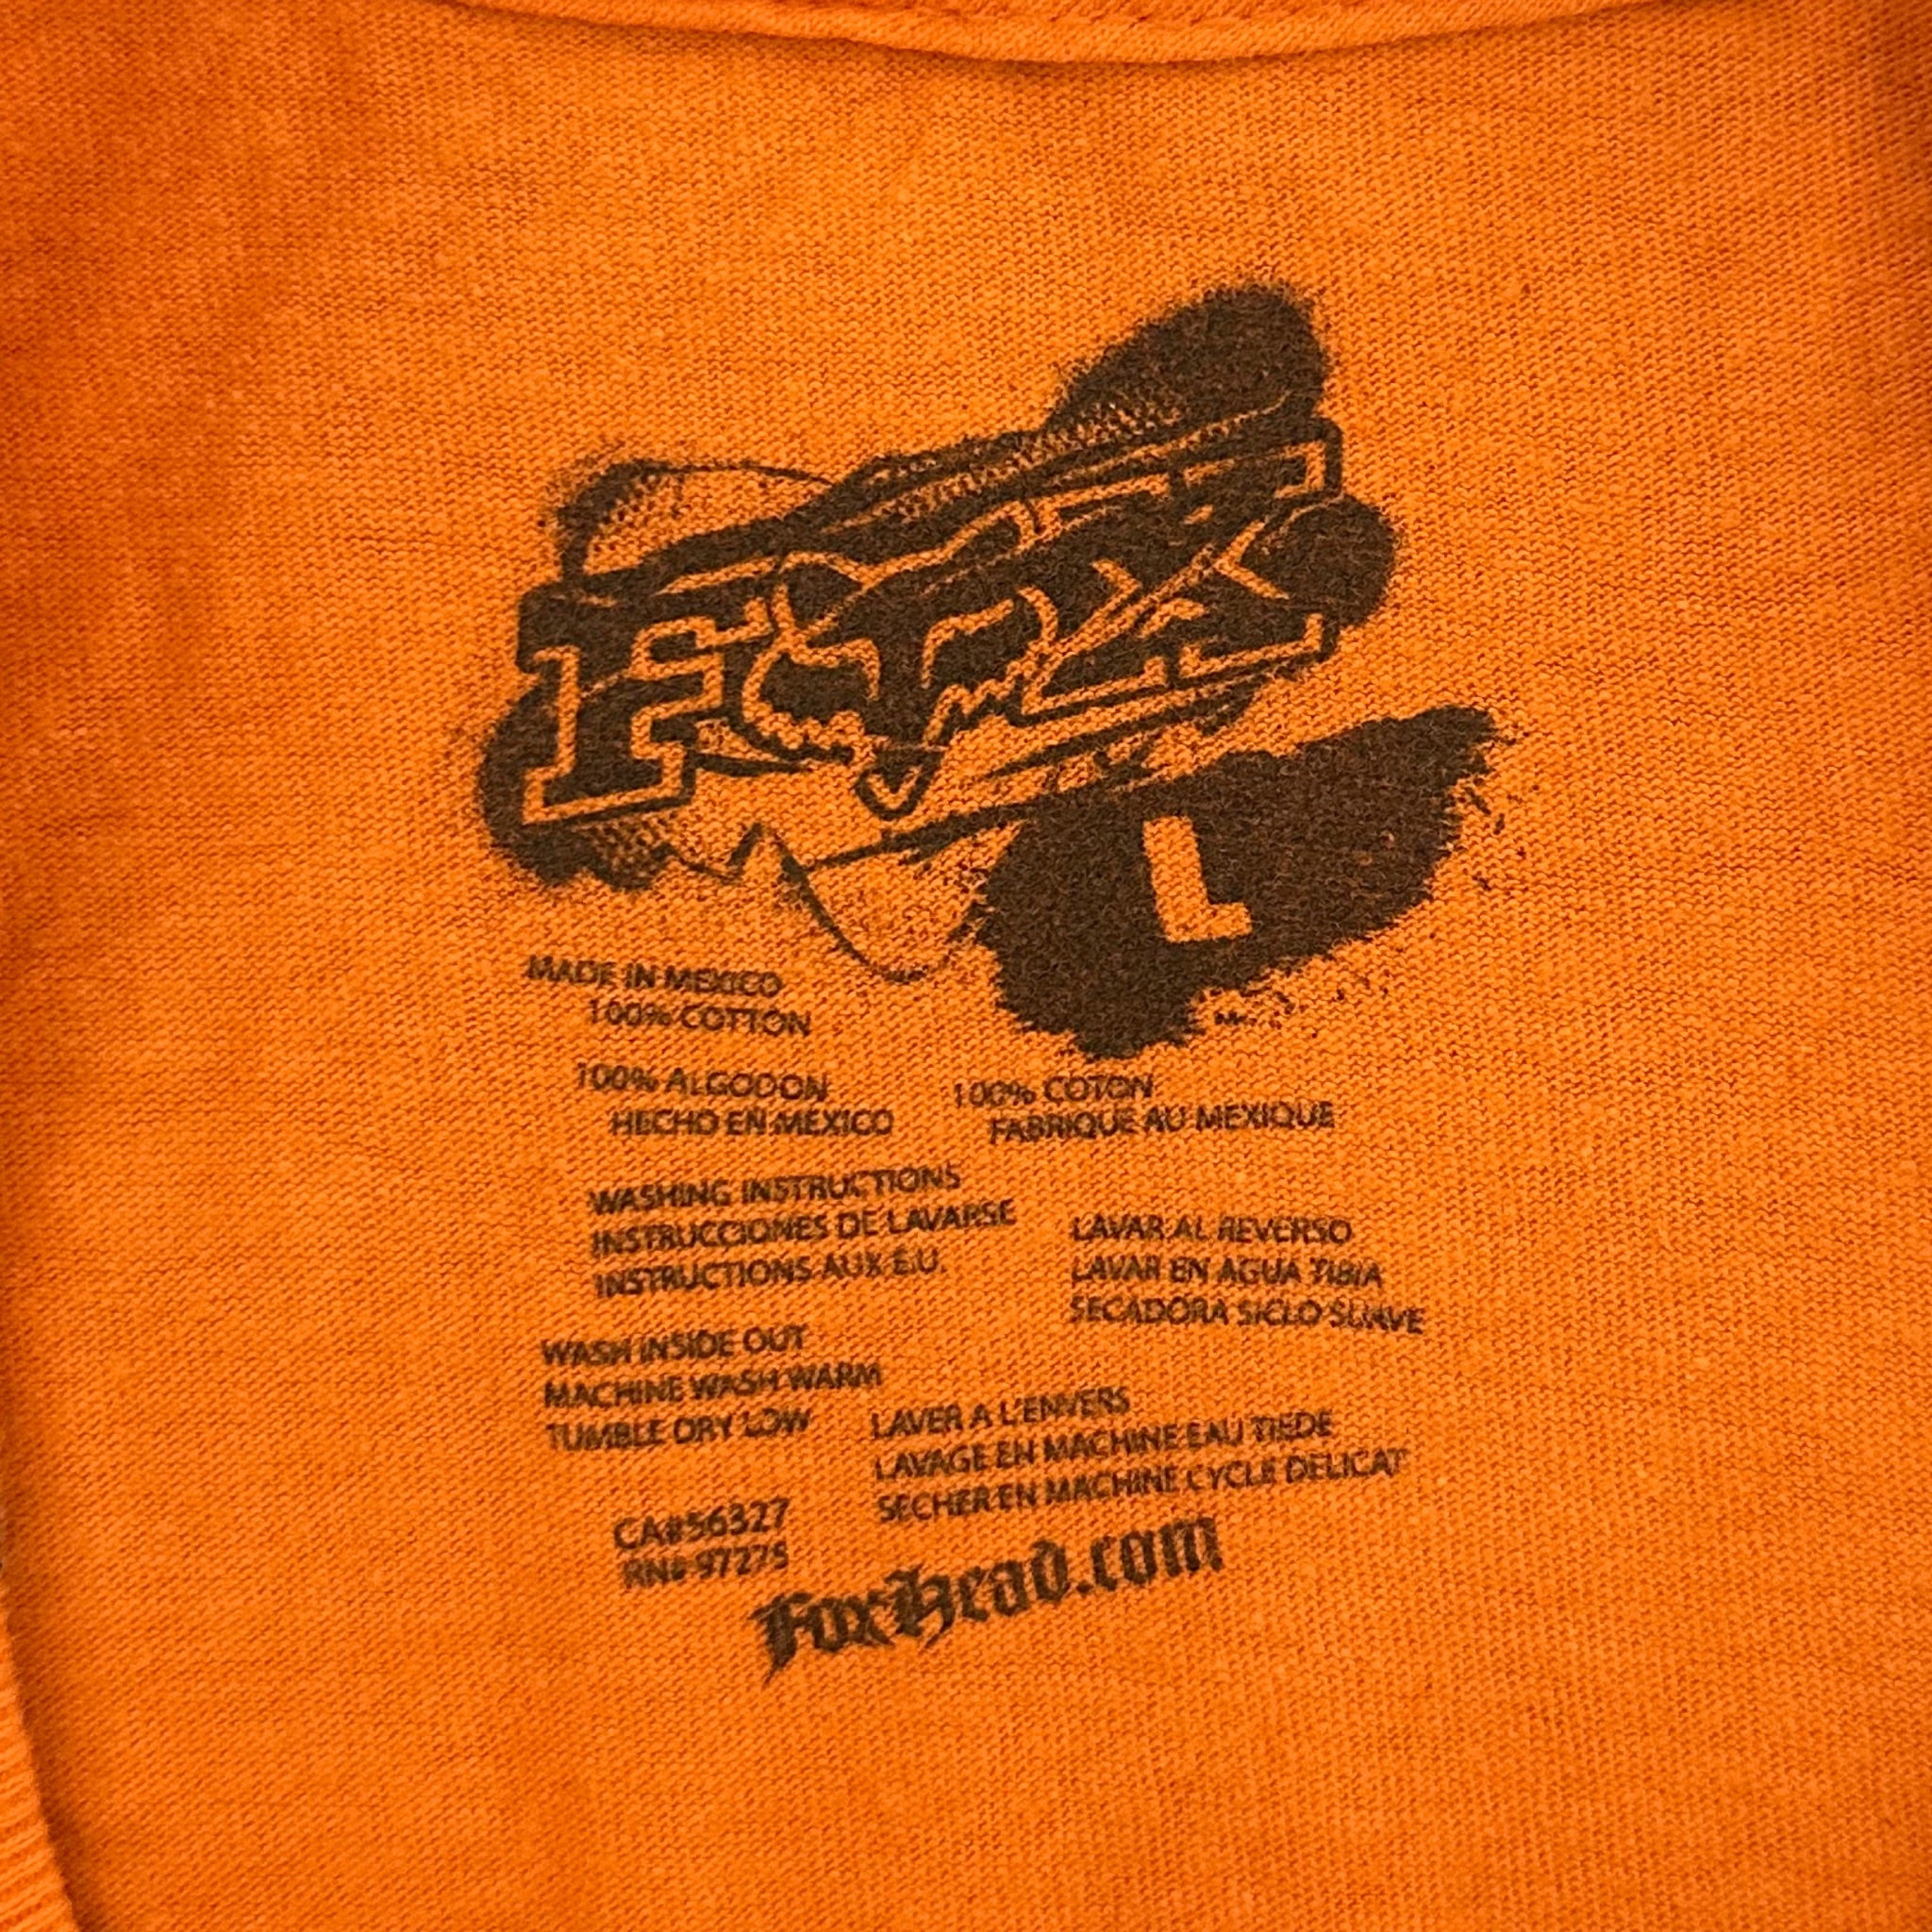 FOX
L
MADE IN MEXICO
100% COTTON
100% ALGODON
HECHO EN MEXICO
100% COTON
FABRIQUE AU MEXIQUE
WASHING INSTRUCTIONS
INSTRUCCIONES DE LAVARSE
INSTRUCTIONS AUX E.U.
LAVAR AL REVERSO
LAVAR EN AGUA TIBIA
SECADORA SICLO SUAVE
WASH INSIDE OUT
MACHINE WASH WARM
TUMBLE DRY LOW
LAVER A L'ENVERS
LAVAGE EN MACHINE EAU TIEDE
SECHER EN MACHINE CYCLE DELICAT
CA#56327
RN# 97275
FoxHead.com